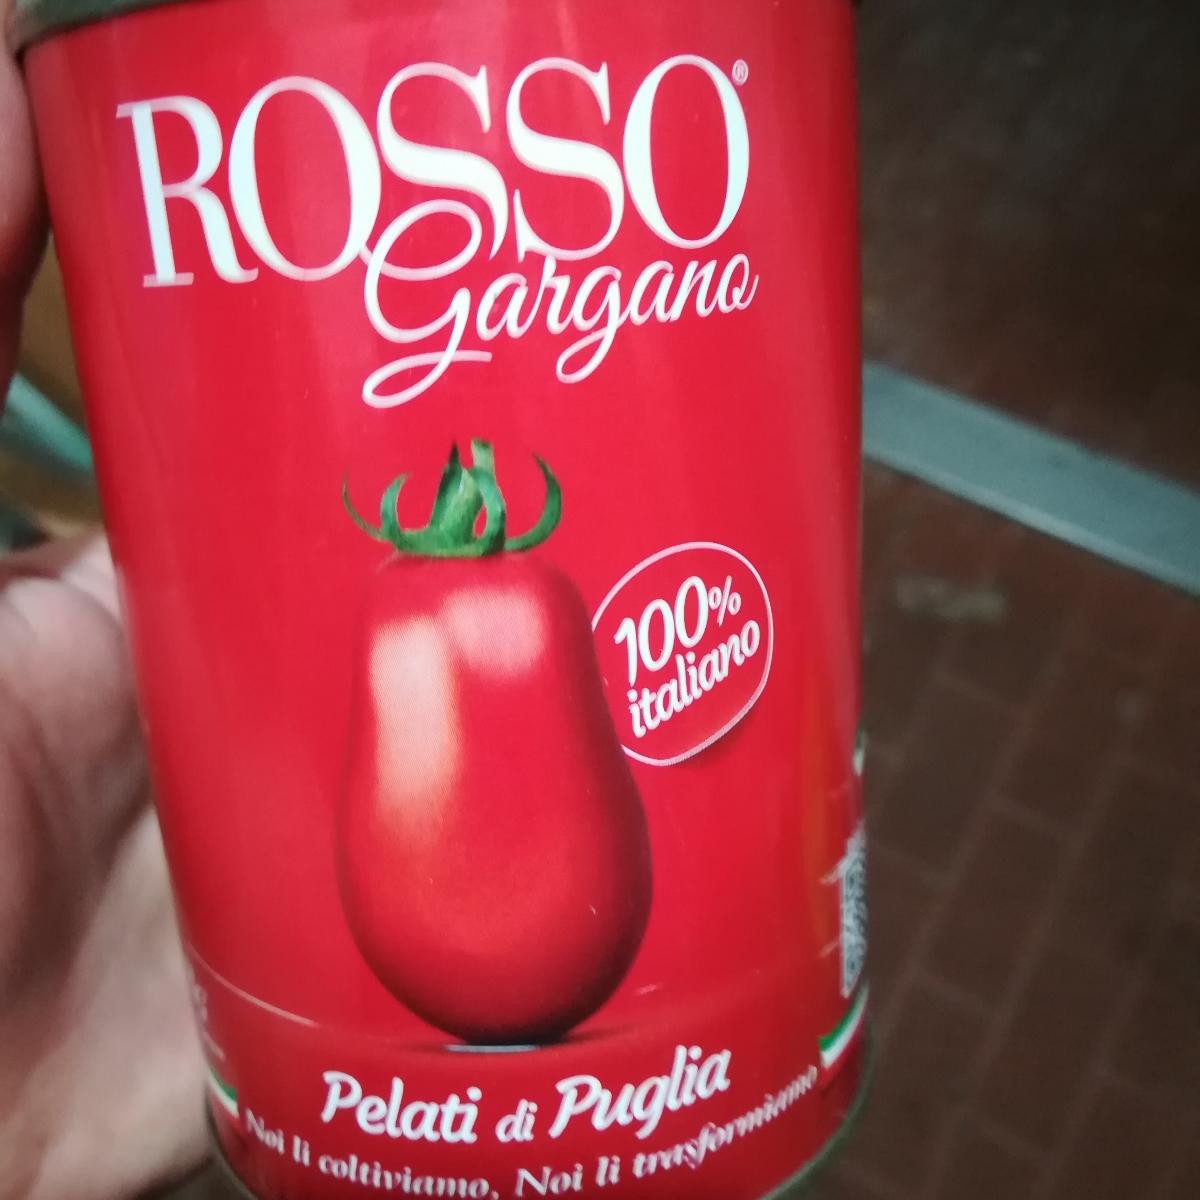 ROSSO®
Gargano
100%
italiano
Pelati di Puglia
Noi li coltiviamo, Noi li trasformiamo